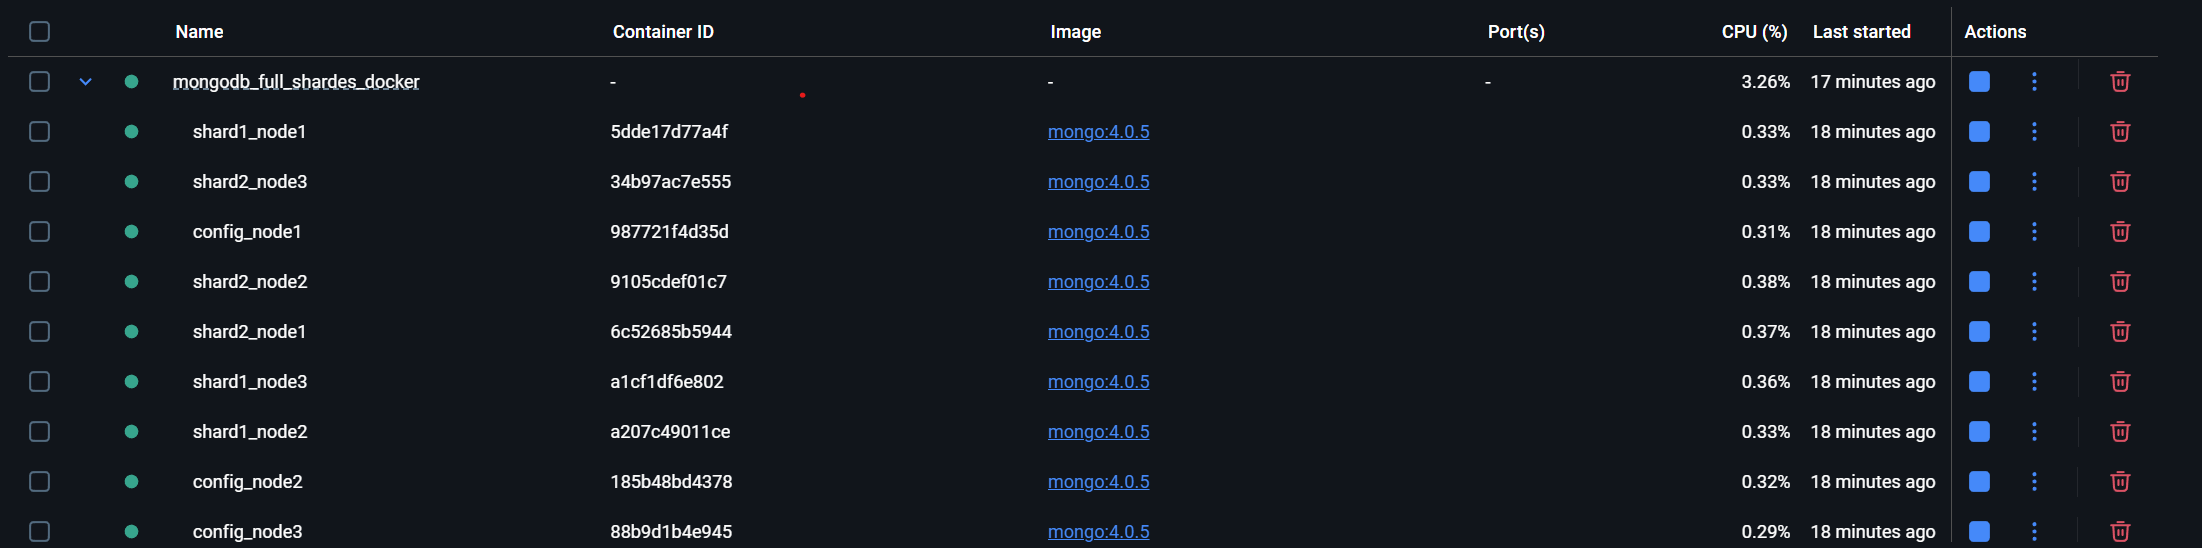 Name Container ID Image Port(s) CPU (%) Last started Actions
mongodb_full_shardes_docker - - - 3.26% 17 minutes ago
shard1_node1 5dde17d77a4f mongo:4.0.5 0.33% 18 minutes ago
shard2_node3 34b97ac7e555 mongo:4.0.5 0.33% 18 minutes ago
config_node1 987721f4d35d mongo:4.0.5 0.31% 18 minutes ago
shard2_node2 9105cdef01c7 mongo:4.0.5 0.38% 18 minutes ago
shard2_node1 6c52685b5944 mongo:4.0.5 0.37% 18 minutes ago
shard1_node3 a1cf1df6e802 mongo:4.0.5 0.36% 18 minutes ago
shard1_node2 a207c49011ce mongo:4.0.5 0.33% 18 minutes ago
config_node2 185b48bd4378 mongo:4.0.5 0.32% 18 minutes ago
config_node3 88b9d1b4e945 mongo:4.0.5 0.29% 18 minutes ago